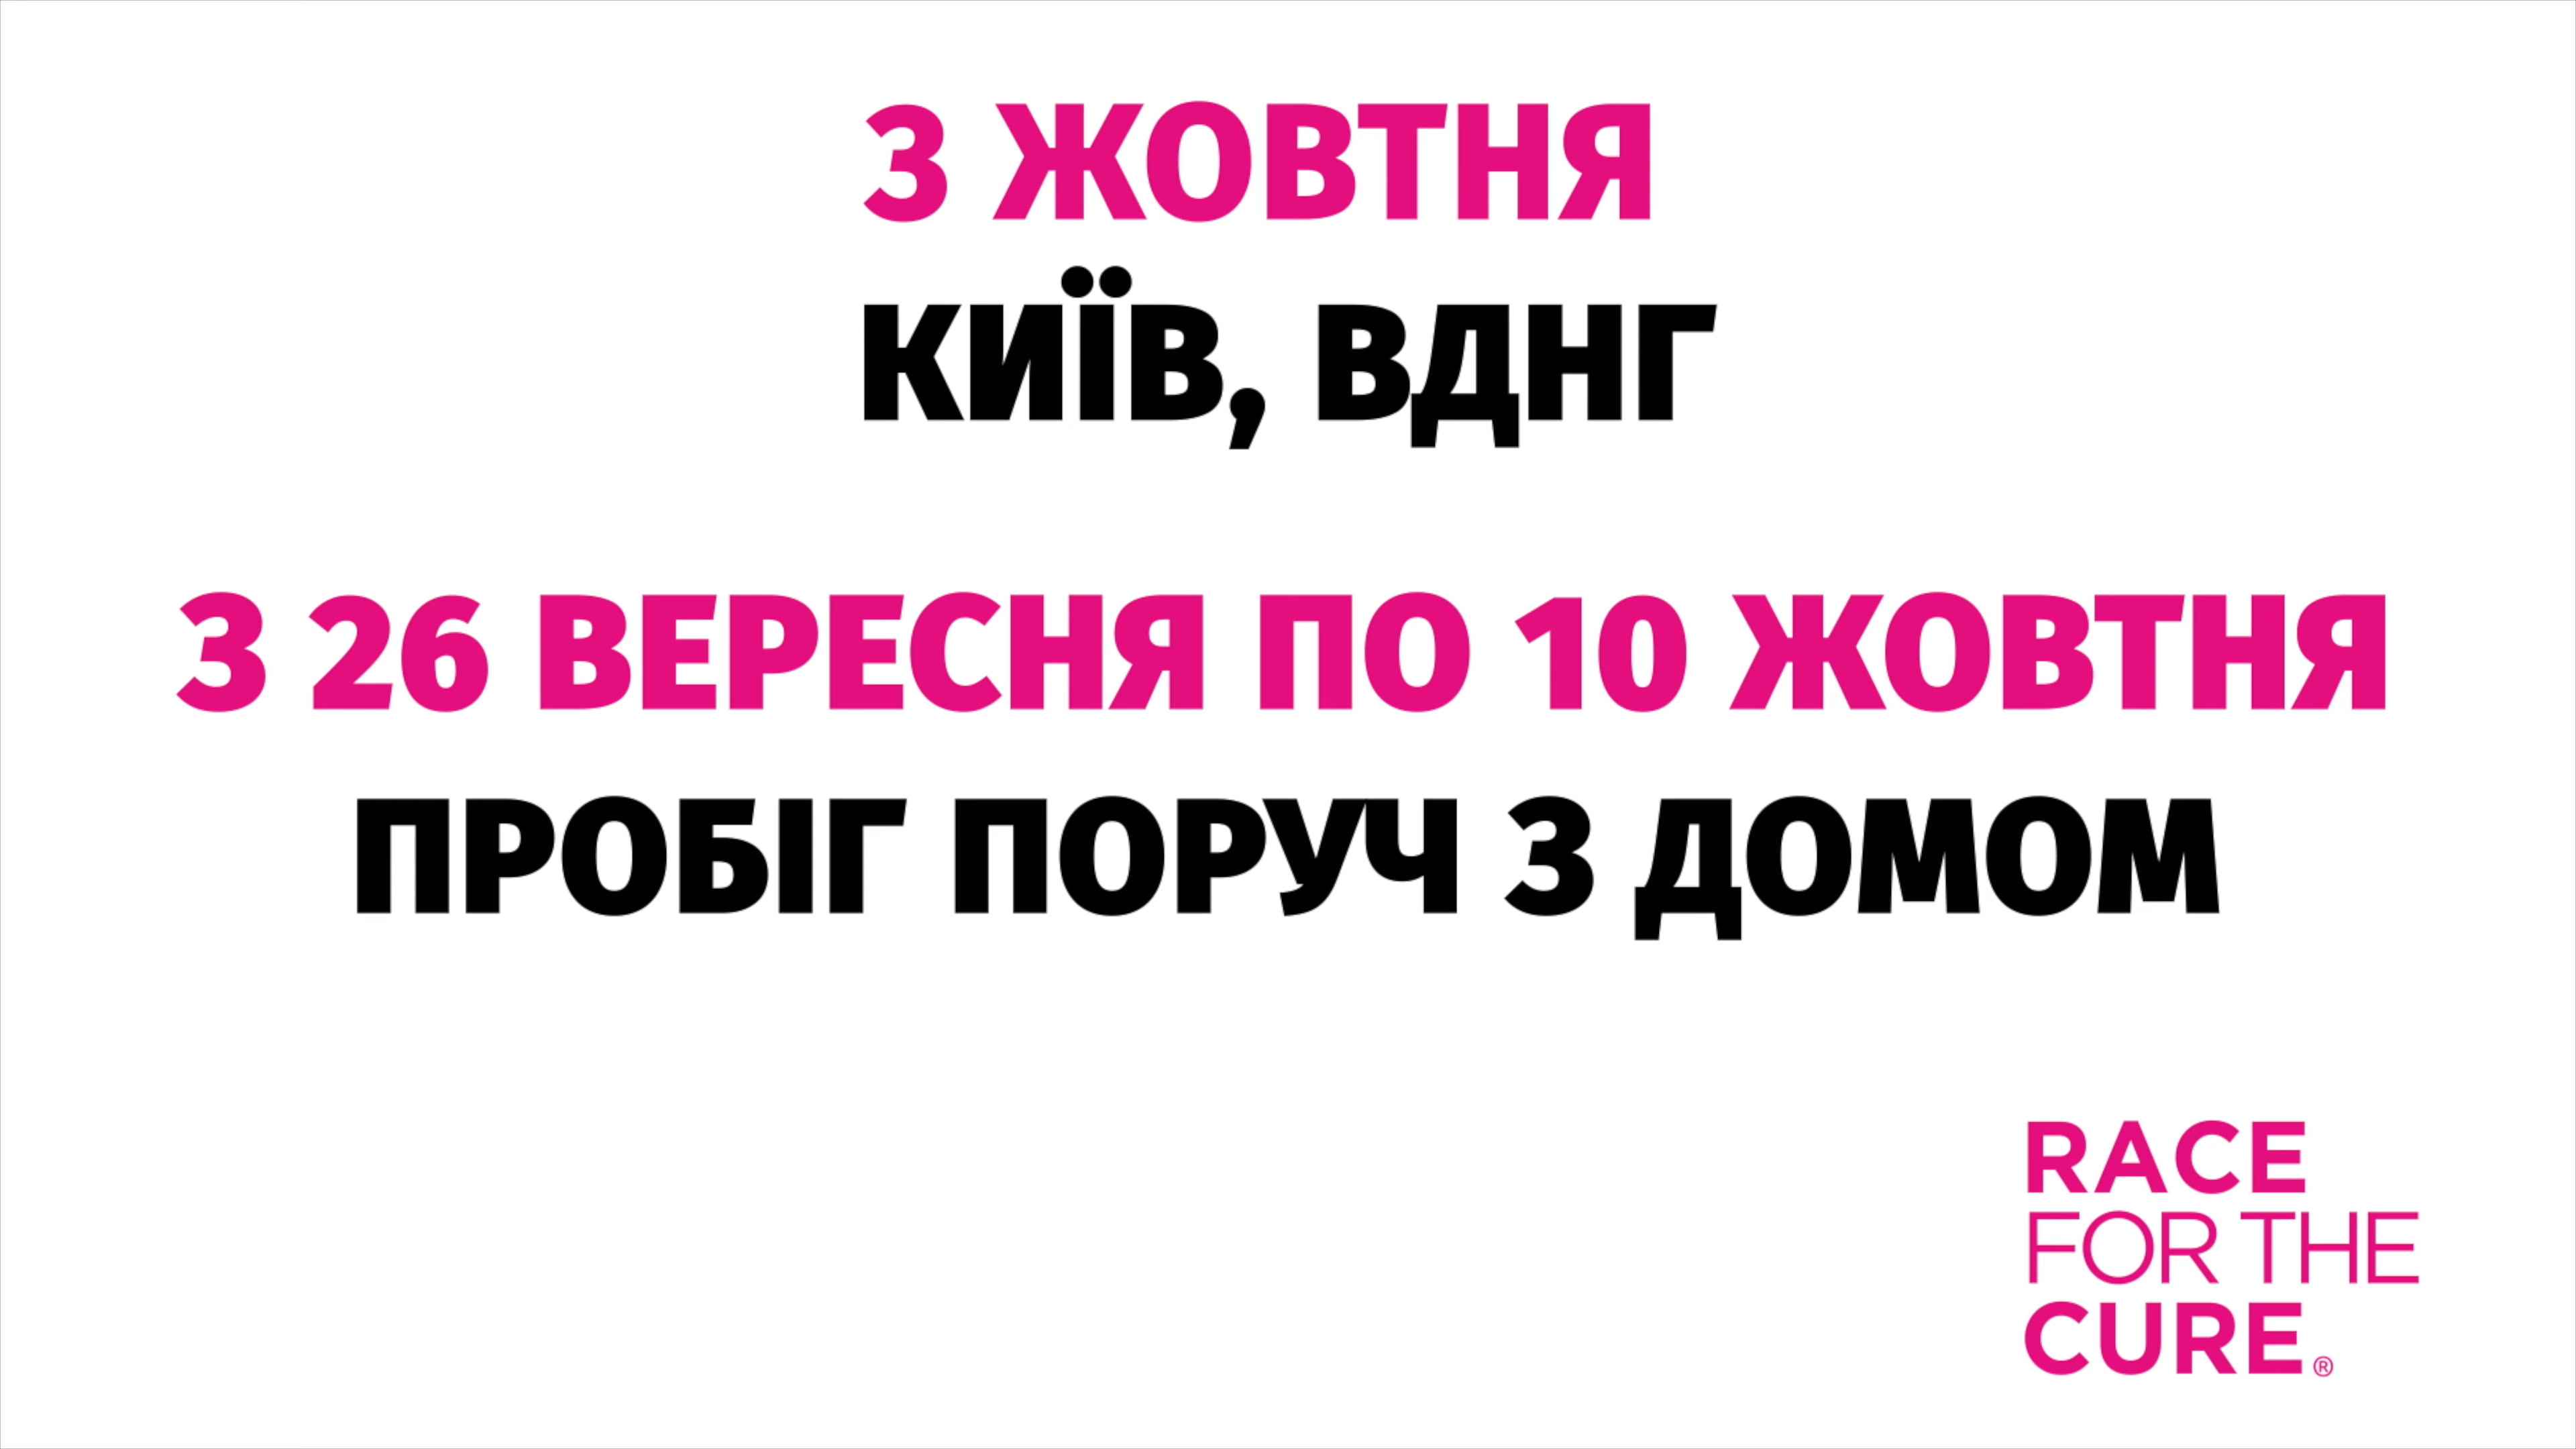 3 ЖОВТНЯ
КИЇВ, ВДНГ
З 26 ВЕРЕСНЯ ПО 10 ЖОВТНЯ
ПРОБІГ ПОРУЧ З ДОМОМ
RACE
FOR THE
CURE®